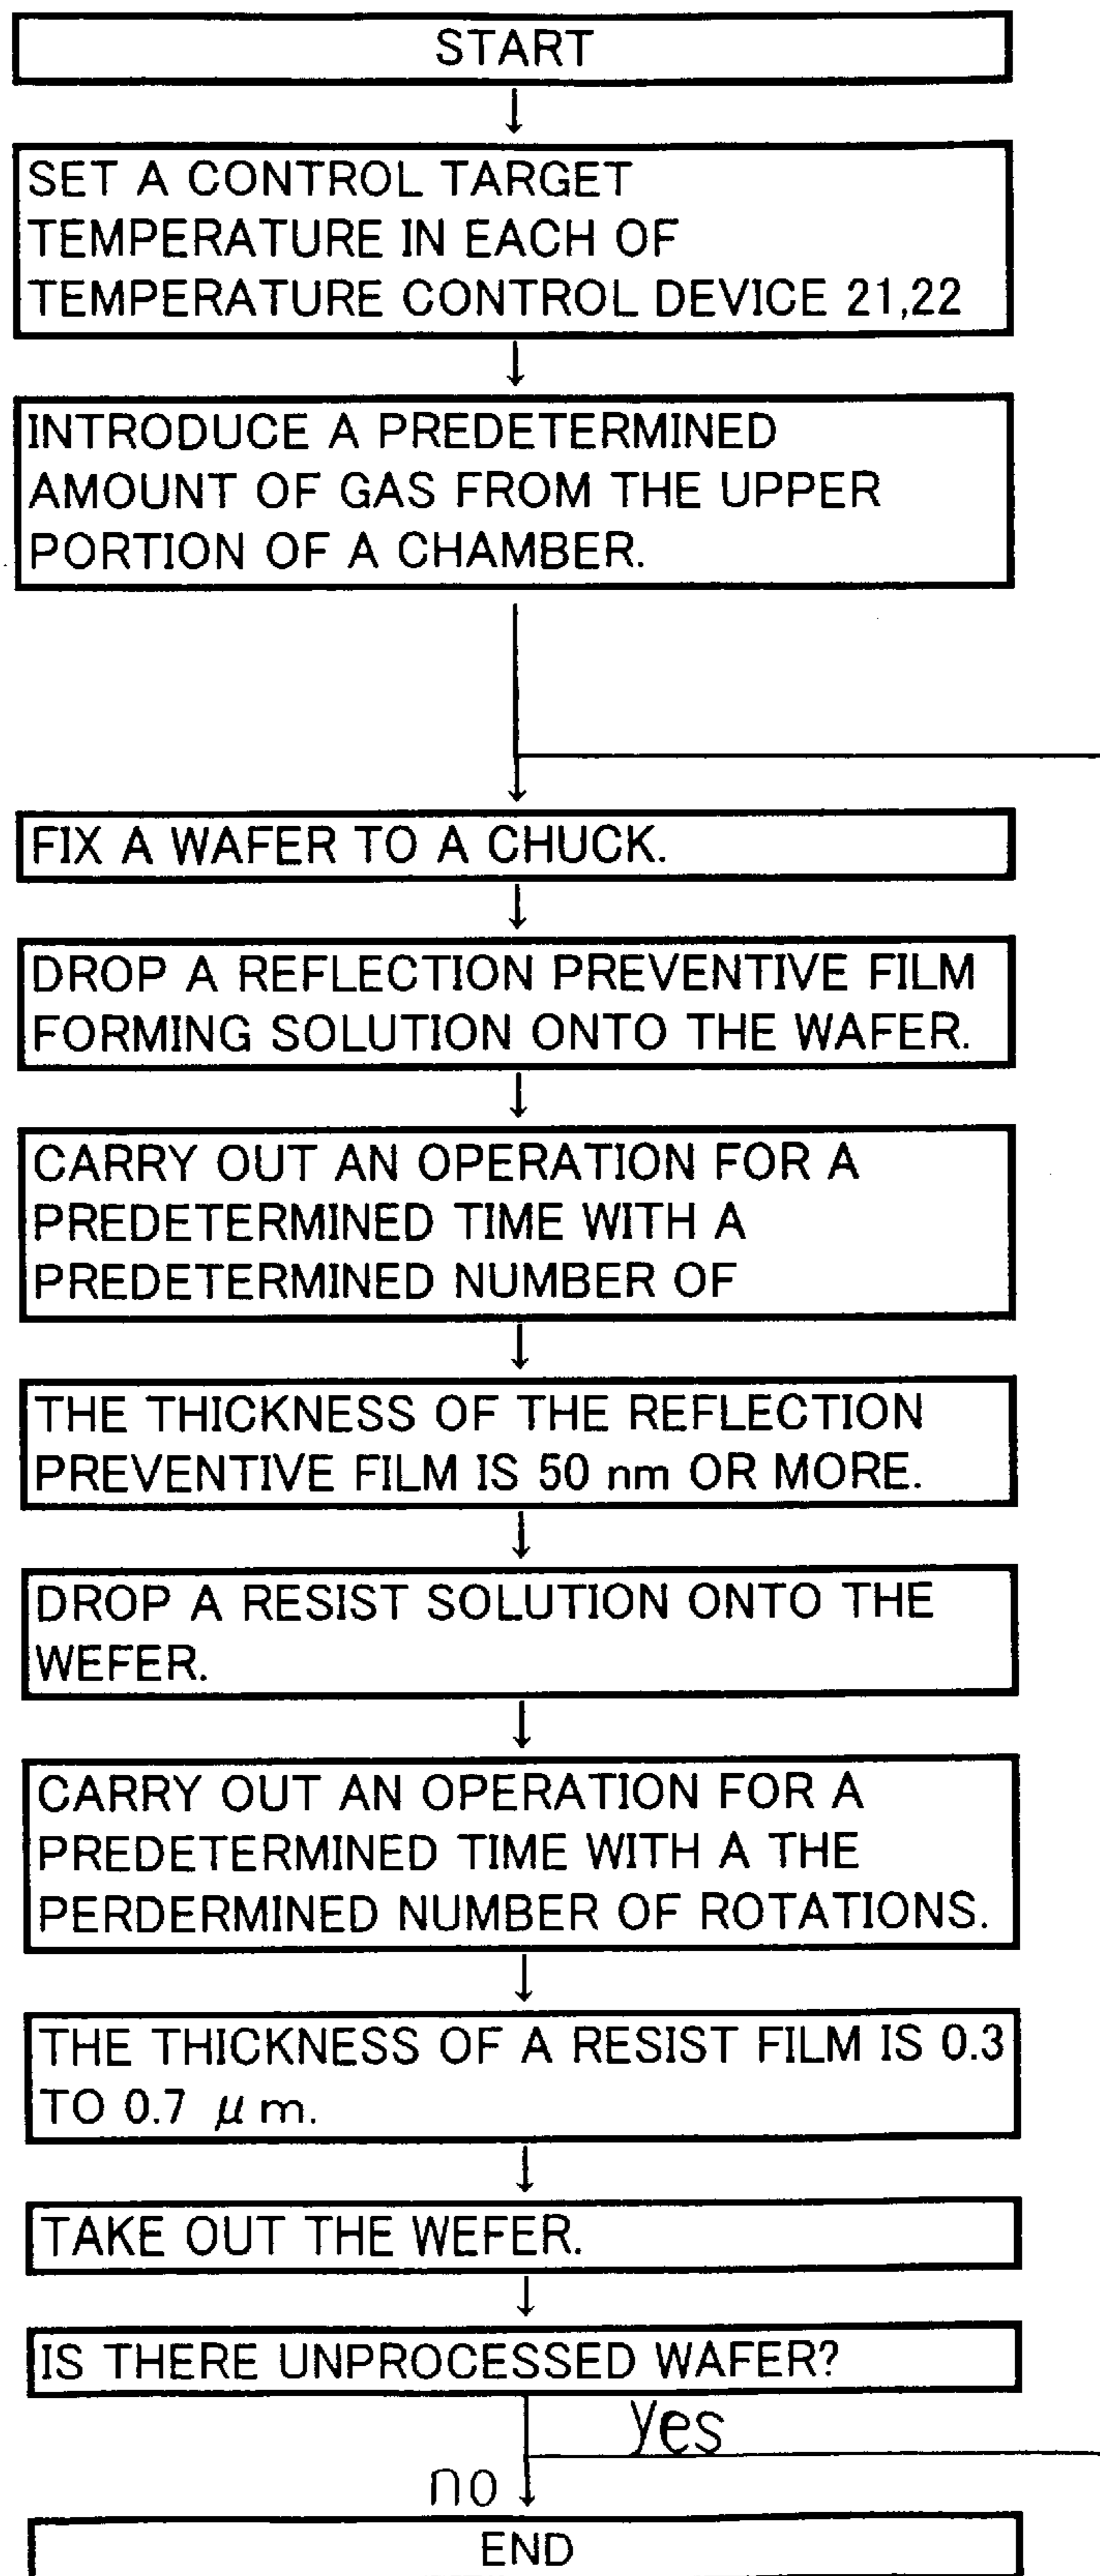 START
SET A CONTROL TARGET
TEMPERATURE IN EACH OF
TEMPERATURE CONTROL DEVICE 21,22
INTRODUCE A PREDETERMINED
AMOUNT OF GAS FROM THE UPPER
PORTION OF A CHAMBER.
FIX A WAFER TO A CHUCK.
DROP A REFLECTION PREVENTIVE FILM
FORMING SOLUTION ONTO THE WAFER.
CARRY OUT AN OPERATION FOR A
PREDETERMINED TIME WITH A
PREDETERMINED NUMBER OF
THE THICKNESS OF THE REFLECTION
PREVENTIVE FILM IS 50 nm OR MORE.
DROP A RESIST SOLUTION ONTO THE
WEFER.
CARRY OUT AN OPERATION FOR A
PREDETERMINED TIME WITH A THE
PERDERMINED NUMBER OF ROTATIONS.
THE THICKNESS OF A RESIST FILM IS 0.3
TO 0.7 μm.
TAKE OUT THE WEFER.
IS THERE UNPROCESSED WAFER?
Yes
no
END